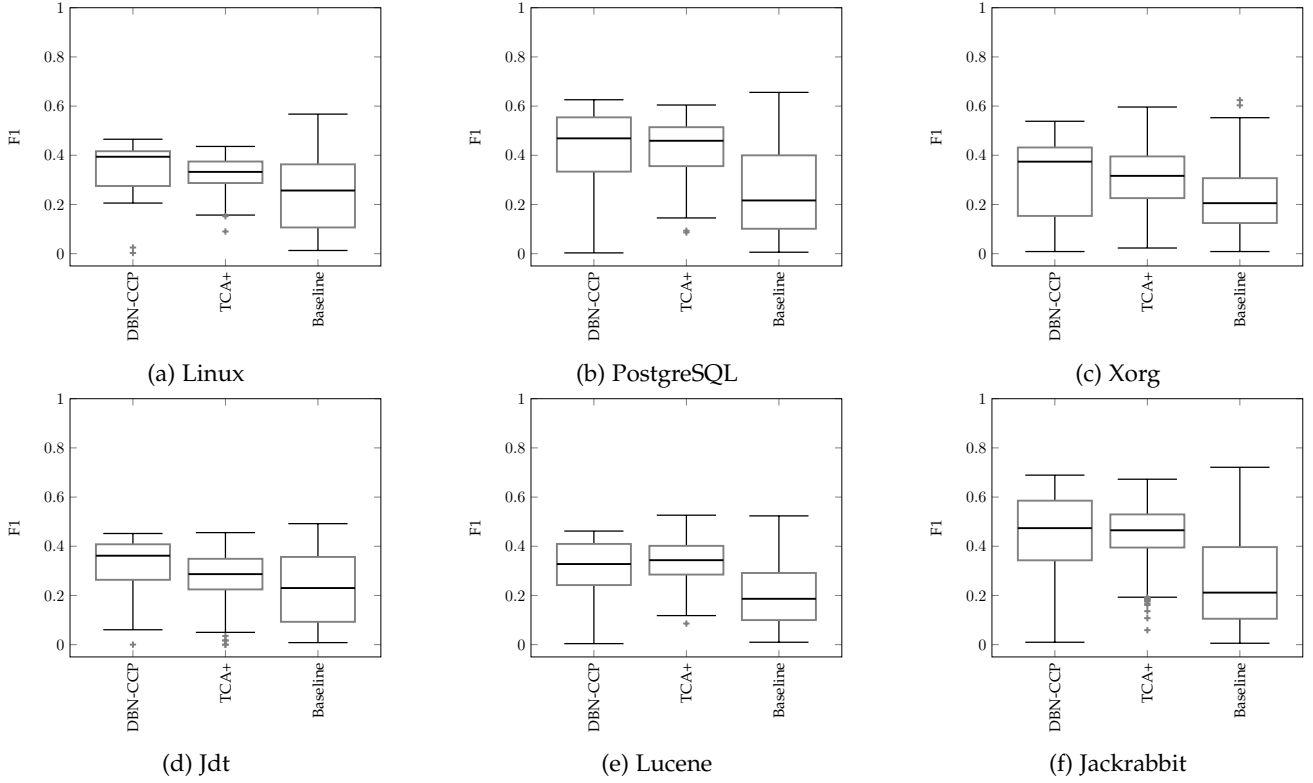 1
0.8
0.6
0.4
0.2
0
F1
DBN-CCP
TCA+
Baseline
(a) Linux
1
0.8
0.6
0.4
0.2
0
F1
DBN-CCP
TCA+
Baseline
(b) PostgreSQL
1
0.8
0.6
0.4
0.2
0
F1
DBN-CCP
TCA+
Baseline
(c) Xorg
1
0.8
0.6
0.4
0.2
0
F1
DBN-CCP
TCA+
Baseline
(d) Jdt
1
0.8
0.6
0.4
0.2
0
F1
DBN-CCP
TCA+
Baseline
(e) Lucene
1
0.8
0.6
0.4
0.2
0
F1
DBN-CCP
TCA+
Baseline
(f) Jackrabbit